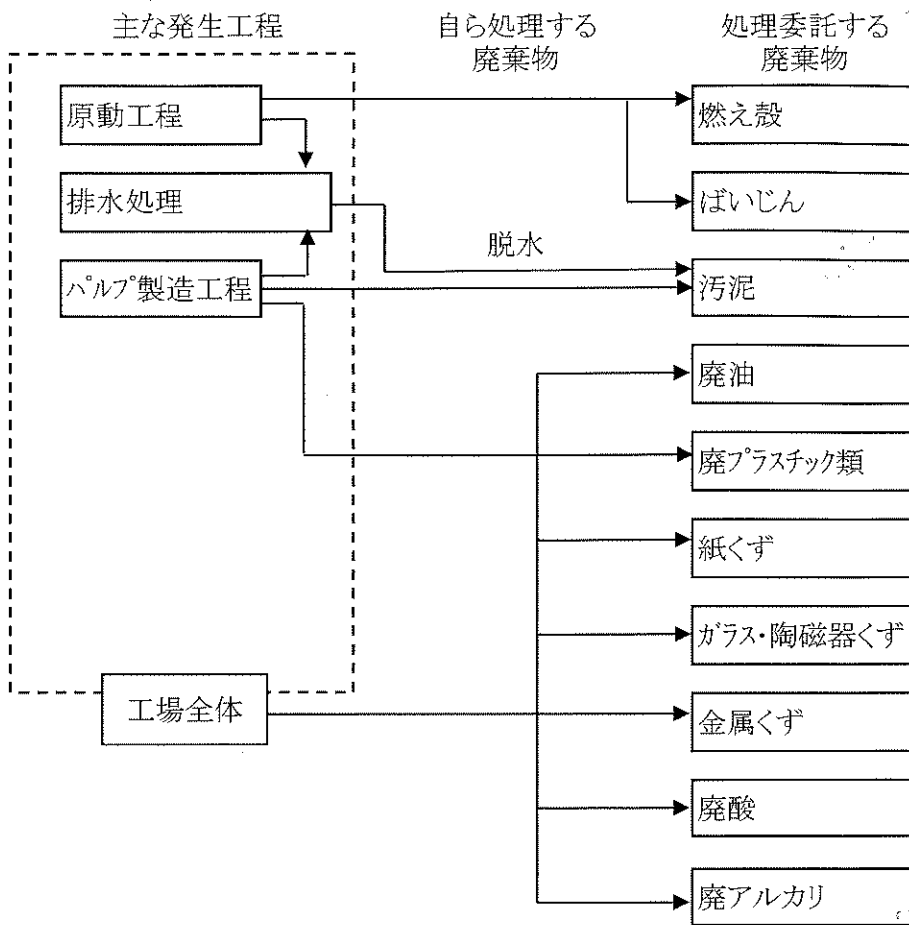 主な発生工程
自ら処理する
廃棄物
処理委託する
廃棄物
原動工程
排水処理
パルプ製造工程
工場全体
脱水
燃え殻
ばいじん
汚泥
廃油
廃プラスチック類
紙くず
ガラス・陶磁器くず
金属くず
廃酸
廃アルカリ